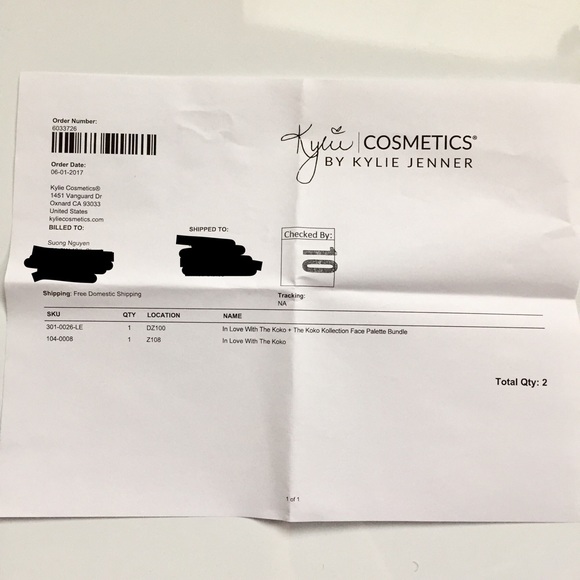 Order Number:
6033726
Order Date:
06-01-2017
Kylie Cosmetics®
1451 Vanguard Dr
Oxnard CA 93033
United States
kyliecosmetics.com
Kylie | COSMETICS®
BY KYLIE JENNER
BILLED TO:
Suong Nguyen
SHIPPED TO:
Checked By:
110
Shipping: Free Domestic Shipping
Tracking:
NA
SKU QTY LOCATION NAME
301-0026-LE 1 DZ100 In Love With The Koko + The Koko Kollection Face Palette Bundle
104-0008 1 Z108 In Love With The Koko
Total Qty: 2
1 of 1